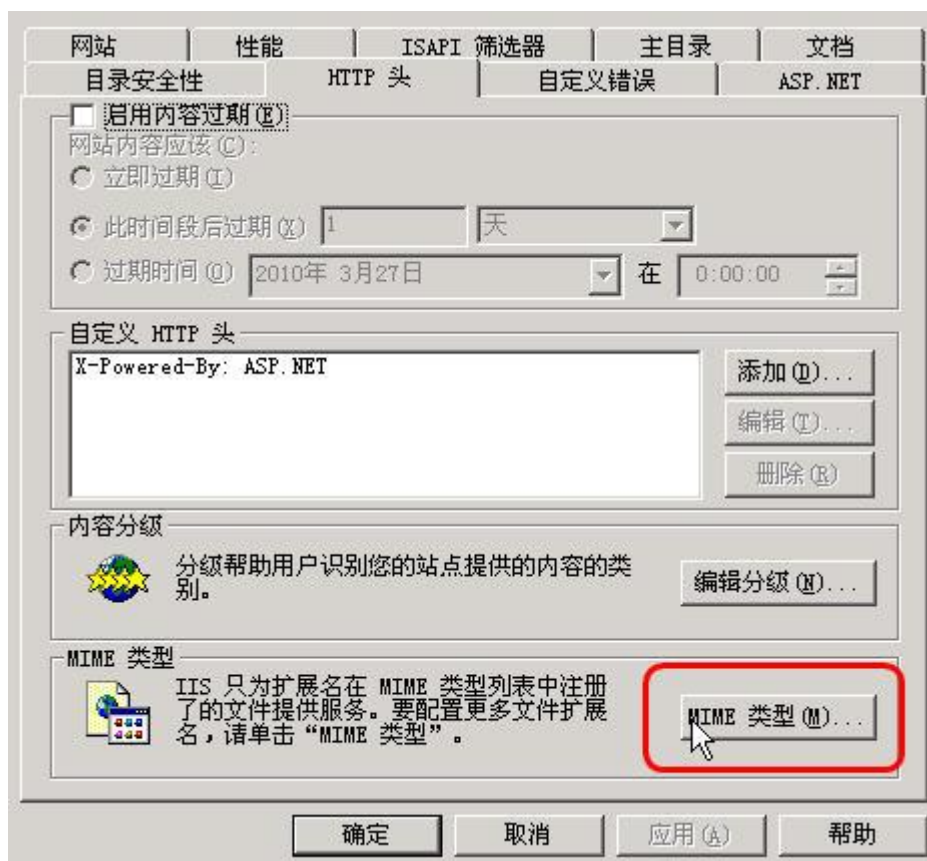 网站 性能 ISAPI 筛选器 主目录 文档
目录安全性 HTTP 头 自定义错误 ASP.NET
启用内容过期(E)
网站内容应该(C):
立即过期(I)
此时间段后过期(X) 1 天
过期时间(O) 2010年 3月27日 在 0:00:00
自定义 HTTP 头
X-Powered-By: ASP.NET
添加(D)...
编辑(T)...
删除(R)
内容分级
分级帮助用户识别您的站点提供的内容的类
别。
编辑分级(N)...
MIME 类型
IIS 只为扩展名在 MIME 类型列表中注册
了的文件提供服务。要配置更多文件扩展
名，请单击“MIME 类型”。
MIME 类型(M)...
确定 取消 应用(A) 帮助